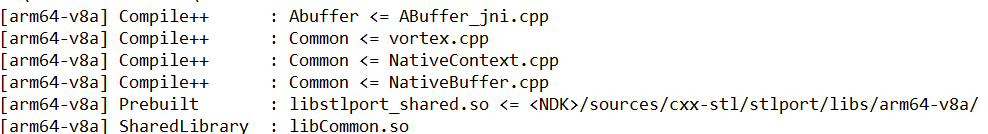 [arm64-v8a] Compile++      : Abuffer <= ABuffer_jni.cpp
[arm64-v8a] Compile++      : Common <= vortex.cpp
[arm64-v8a] Compile++      : Common <= NativeContext.cpp
[arm64-v8a] Compile++      : Common <= NativeBuffer.cpp
[arm64-v8a] Prebuilt       : libstlport_shared.so <= <NDK>/sources/cxx-stl/stlport/libs/arm64-v8a/
[arm64-v8a] SharedLibrary  : libCommon.so